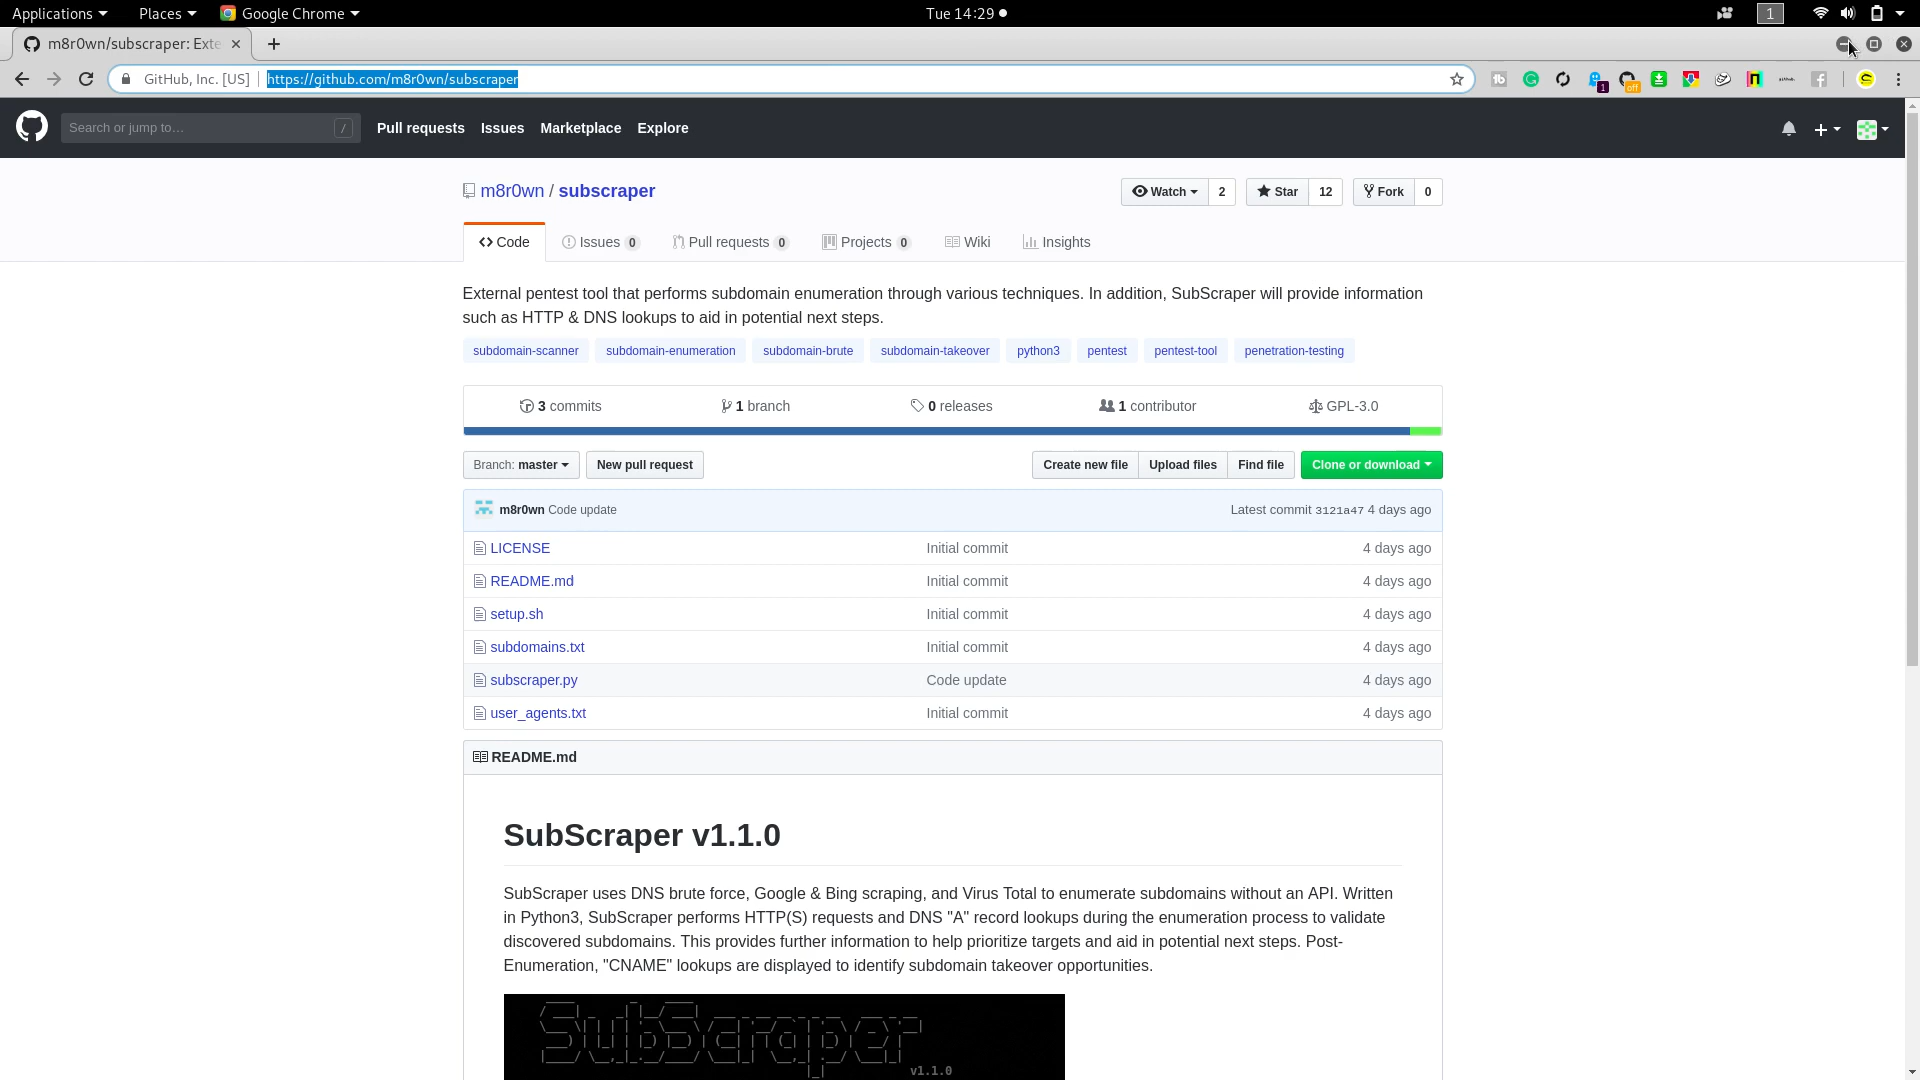 Applications Places Google Chrome Tue 14:29 1
m8r0wn/subscraper: Exte
GitHub, Inc. [US] https://github.com/m8r0wn/subscraper 1 off
Search or jump to… / Pull requests Issues Marketplace Explore
m8r0wn / subscraper Watch 2 Star 12 Fork 0
Code Issues 0 Pull requests 0 Projects 0 Wiki Insights
External pentest tool that performs subdomain enumeration through various techniques. In addition, SubScraper will provide information
such as HTTP & DNS lookups to aid in potential next steps.
subdomain-scanner subdomain-enumeration subdomain-brute subdomain-takeover python3 pentest pentest-tool penetration-testing
3 commits 1 branch 0 releases 1 contributor GPL-3.0
Branch: master New pull request Create new file Upload files Find file Clone or download
m8r0wn Code update Latest commit 3121a47 4 days ago
LICENSE Initial commit 4 days ago
README.md Initial commit 4 days ago
setup.sh Initial commit 4 days ago
subdomains.txt Initial commit 4 days ago
subscraper.py Code update 4 days ago
user_agents.txt Initial commit 4 days ago
README.md
SubScraper v1.1.0
SubScraper uses DNS brute force, Google & Bing scraping, and Virus Total to enumerate subdomains without an API. Written
in Python3, SubScraper performs HTTP(S) requests and DNS "A" record lookups during the enumeration process to validate
discovered subdomains. This provides further information to help prioritize targets and aid in potential next steps. Post-
Enumeration, "CNAME" lookups are displayed to identify subdomain takeover opportunities.
SubScraper
v1.1.0